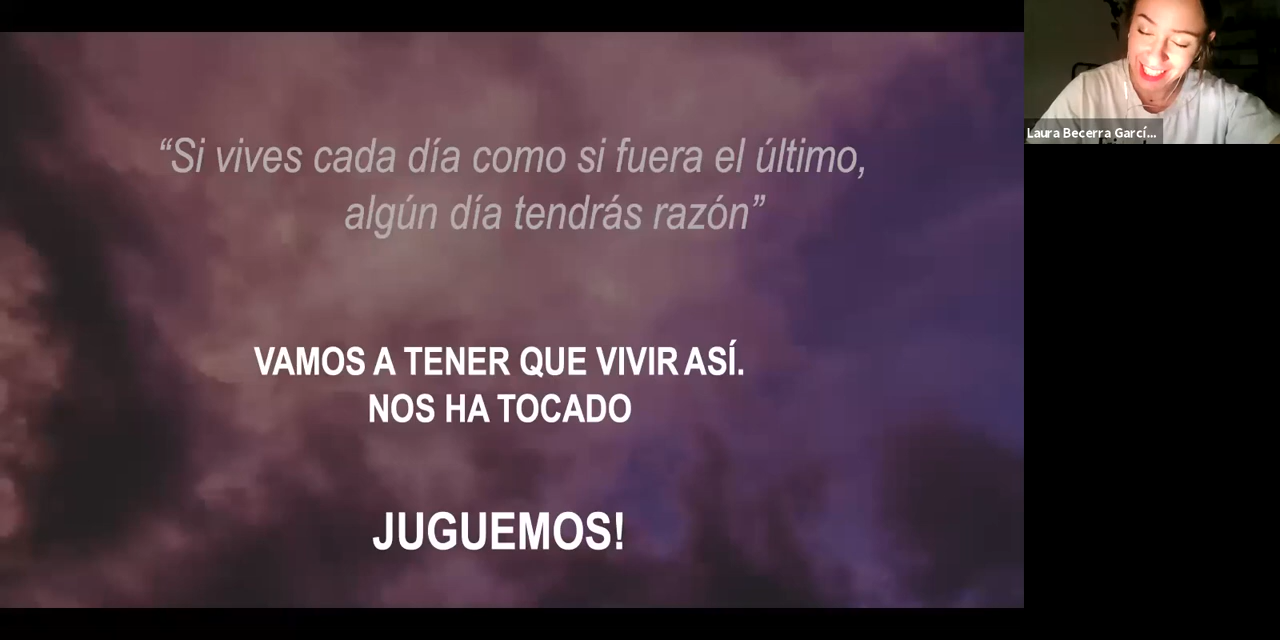 “Si vives cada día como si fuera el último,
algún día tendrás razón”
VAMOS A TENER QUE VIVIR ASÍ.
NOS HA TOCADO
JUGUEMOS!
Laura Becerra Garcí...